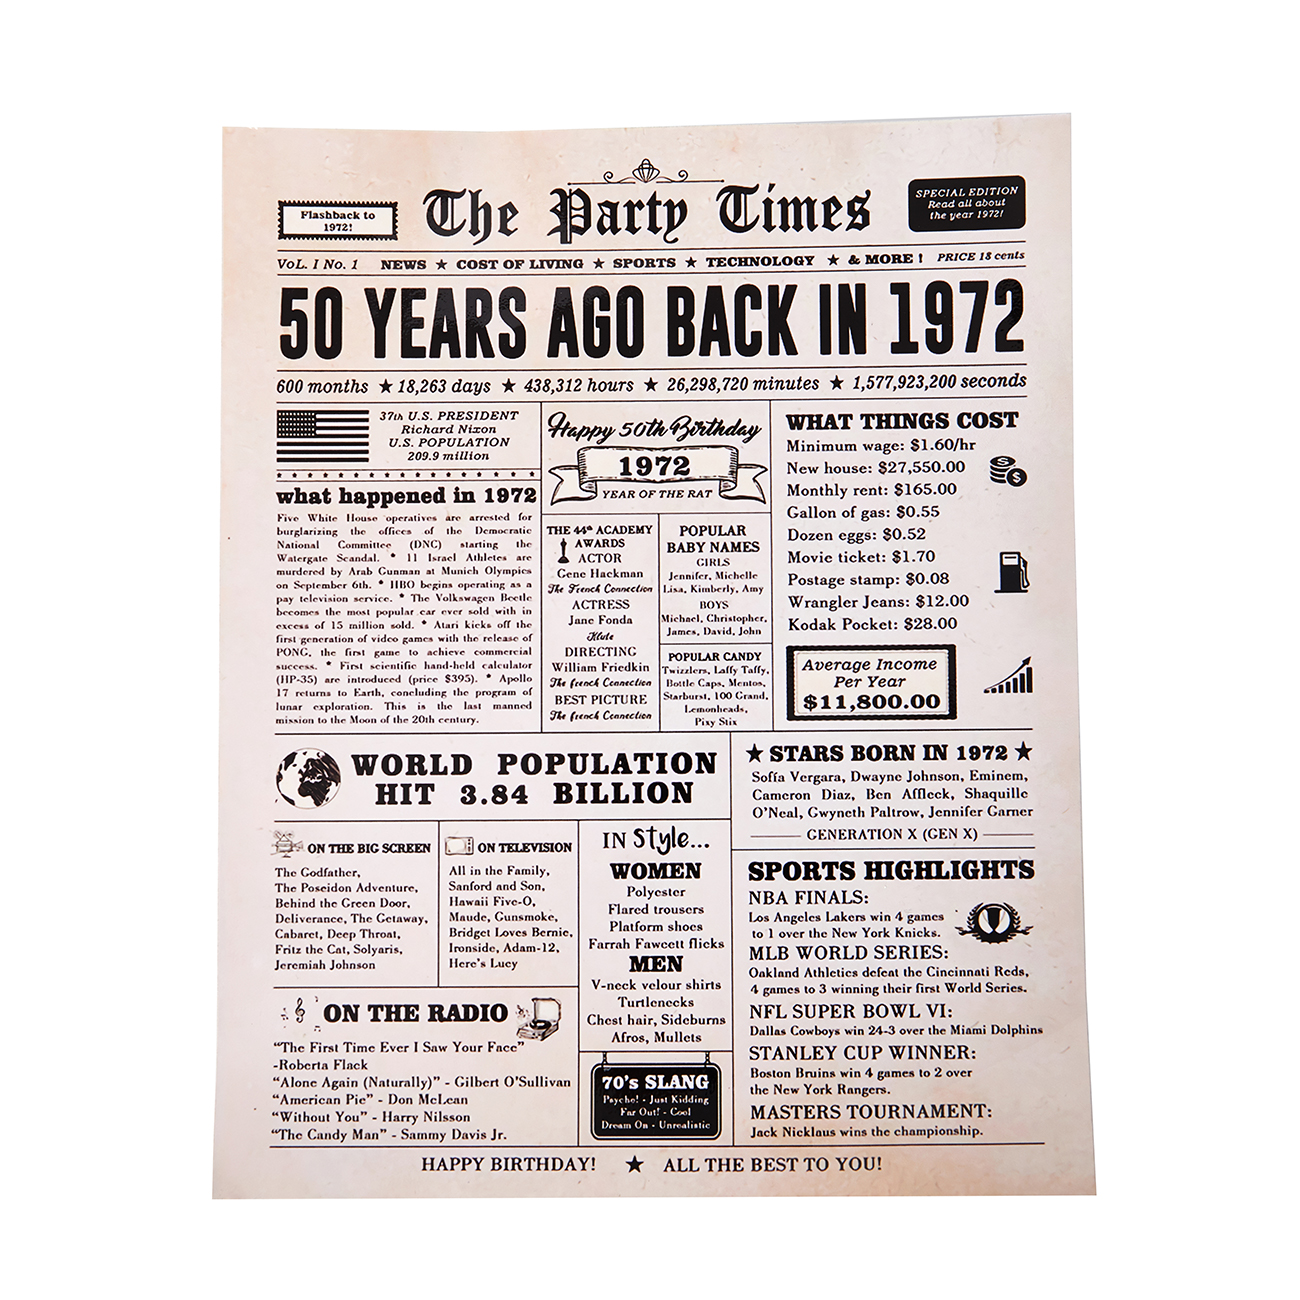 Flashback to
1972!
The Party Times
SPECIAL EDITION
Read all about
the year 1972!
VoL. I No. 1 NEWS ★ COST OF LIVING ★ SPORTS ★ TECHNOLOGY ★ & MORE ! PRICE 18 cents
50 YEARS AGO BACK IN 1972
600 months ★ 18,263 days ★ 438,312 hours ★ 26,298,720 minutes ★ 1,577,923,200 seconds
37th U.S. PRESIDENT
Richard Nixon
U.S. POPULATION
209.9 million
what happened in 1972
Five White House operatives are arrested for
burglarizing the offices of the Democratic
National Committee (DNC) starting the
Watergate Scandal. * 11 Israel Athletes are
murdered by Arab Gunman at Munich Olympics
on September 6th. * HBO begins operating as a
pay television service. * The Volkswagen Beetle
becomes the most popular car ever sold with in
excess of 15 million sold. * Atari kicks off the
first generation of video games with the release of
PONG, the first game to achieve commercial
success. * First scientific hand-held calculator
(HP-35) are introduced (price $395). * Apollo
17 returns to Earth, concluding the program of
lunar exploration. This is the last manned
mission to the Moon of the 20th century.
Happy 50th Birthday
1972
YEAR OF THE RAT
THE 44th ACADEMY
AWARDS
ACTOR
Gene Hackman
The French Connection
ACTRESS
Jane Fonda
Klute
DIRECTING
William Friedkin
The french Connection
BEST PICTURE
The french Connection
POPULAR
BABY NAMES
GIRLS
Jennifer, Michelle
Lisa, Kimberly, Amy
BOYS
Michael, Christopher,
James, David, John
POPULAR CANDY
Twizzlers, Laffy Taffy,
Bottle Caps, Mentos,
Starburst, 100 Grand,
Lemonheads,
Pixy Stix
WHAT THINGS COST
Minimum wage: $1.60/hr
New house: $27,550.00
Monthly rent: $165.00
Gallon of gas: $0.55
Dozen eggs: $0.52
Movie ticket: $1.70
Postage stamp: $0.08
Wrangler Jeans: $12.00
Kodak Pocket: $28.00
Average Income
Per Year
$11,800.00
WORLD POPULATION
HIT 3.84 BILLION
★ STARS BORN IN 1972 ★
Sofía Vergara, Dwayne Johnson, Eminem,
Cameron Diaz, Ben Affleck, Shaquille
O'Neal, Gwyneth Paltrow, Jennifer Garner
GENERATION X (GEN X)
ON THE BIG SCREEN
The Godfather,
The Poseidon Adventure,
Behind the Green Door,
Deliverance, The Getaway,
Cabaret, Deep Throat,
Fritz the Cat, Solyaris,
Jeremiah Johnson
ON TELEVISION
All in the Family,
Sanford and Son,
Hawaii Five-O,
Maude, Gunsmoke,
Bridget Loves Bernie,
Ironside, Adam-12,
Here's Lucy
IN Style...
WOMEN
Polyester
Flared trousers
Platform shoes
Farrah Fawcett flicks
MEN
V-neck velour shirts
Turtlenecks
Chest hair, Sideburns
Afros, Mullets
70's SLANG
Psyche! - Just Kidding
Far Out! - Cool
Dream On - Unrealistic
ON THE RADIO
"The First Time Ever I Saw Your Face"
-Roberta Flack
"Alone Again (Naturally)" - Gilbert O'Sullivan
"American Pie" - Don McLean
"Without You" - Harry Nilsson
"The Candy Man" - Sammy Davis Jr.
SPORTS HIGHLIGHTS
NBA FINALS:
Los Angeles Lakers win 4 games
to 1 over the New York Knicks.
MLB WORLD SERIES:
Oakland Athletics defeat the Cincinnati Reds,
4 games to 3 winning their first World Series.
NFL SUPER BOWL VI:
Dallas Cowboys win 24-3 over the Miami Dolphins
STANLEY CUP WINNER:
Boston Bruins win 4 games to 2 over
the New York Rangers.
MASTERS TOURNAMENT:
Jack Nicklaus wins the championship.
HAPPY BIRTHDAY! ★ ALL THE BEST TO YOU!